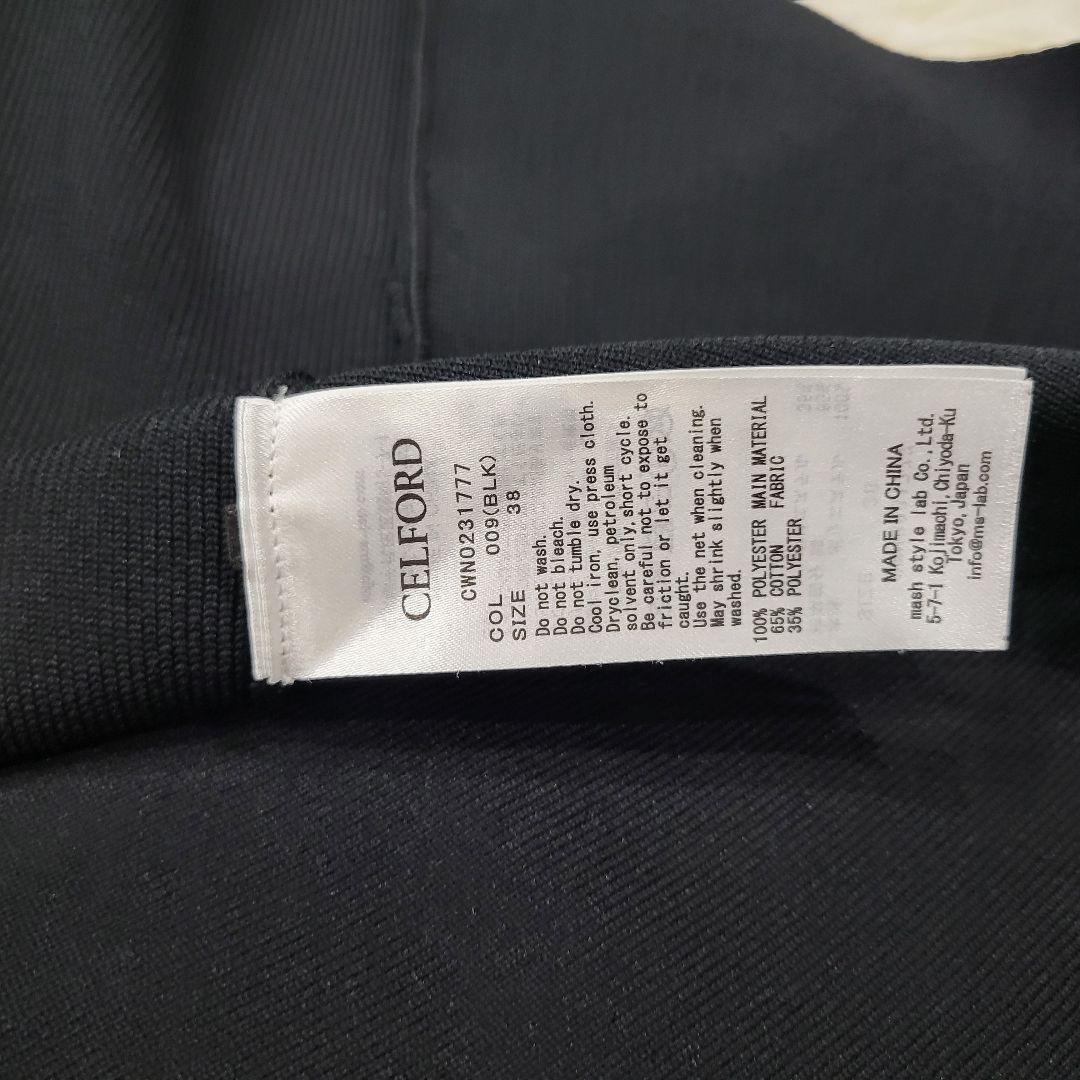 CELFORD
CWNO231777
COL 009(BLK)
SIZE 38
Do not wash.
Do not bleach.
Do not tumble dry.
Cool iron, use press cloth.
Dryclean, petroleum
solvent only,short cycle.
Be careful not to expose to
friction or let it get
caught.
Use the net when cleaning.
May shrink slightly when
washed.
100% POLYESTER MAIN MATERIAL
65% COTTON FABRIC
35% POLYESTER
MADE IN CHINA
mash style lab Co., Ltd.
5-7-1 Kojimachi, Chiyoda-Ku
Tokyo, Japan
info@ms-lab.com